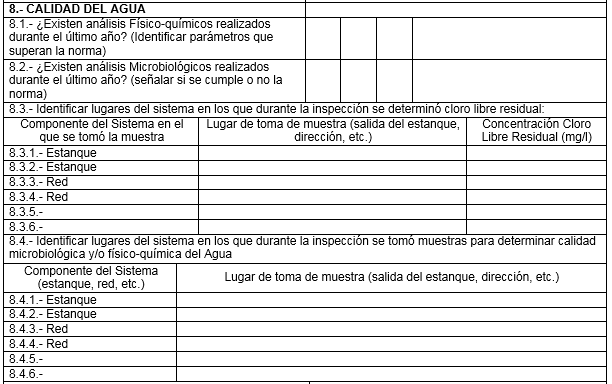 8.- CALIDAD DEL AGUA
8.1.- ¿Existen análisis Físico-químicos realizados
durante el último año? (Identificar parámetros que
superan la norma)
8.2.- ¿Existen análisis Microbiológicos realizados
durante el último año? (señalar si se cumple o no la
norma)
8.3.- Identificar lugares del sistema en los que durante la inspección se determinó cloro libre residual:
Componente del Sistema en el
que se tomó la muestra
Lugar de toma de muestra (salida del estanque,
dirección, etc.)
Concentración Cloro
Libre Residual (mg/l)
8.3.1.- Estanque
8.3.2.- Estanque
8.3.3.- Red
8.3.4.- Red
8.3.5.-
8.3.6.-
8.4.- Identificar lugares del sistema en los que durante la inspección se tomó muestras para determinar calidad
microbiológica y/o físico-química del Agua
Componente del Sistema
(estanque, red, etc.)
Lugar de toma de muestra (salida del estanque, dirección, etc.)
8.4.1.- Estanque
8.4.2.- Estanque
8.4.3.- Red
8.4.4.- Red
8.4.5.-
8.4.6.-